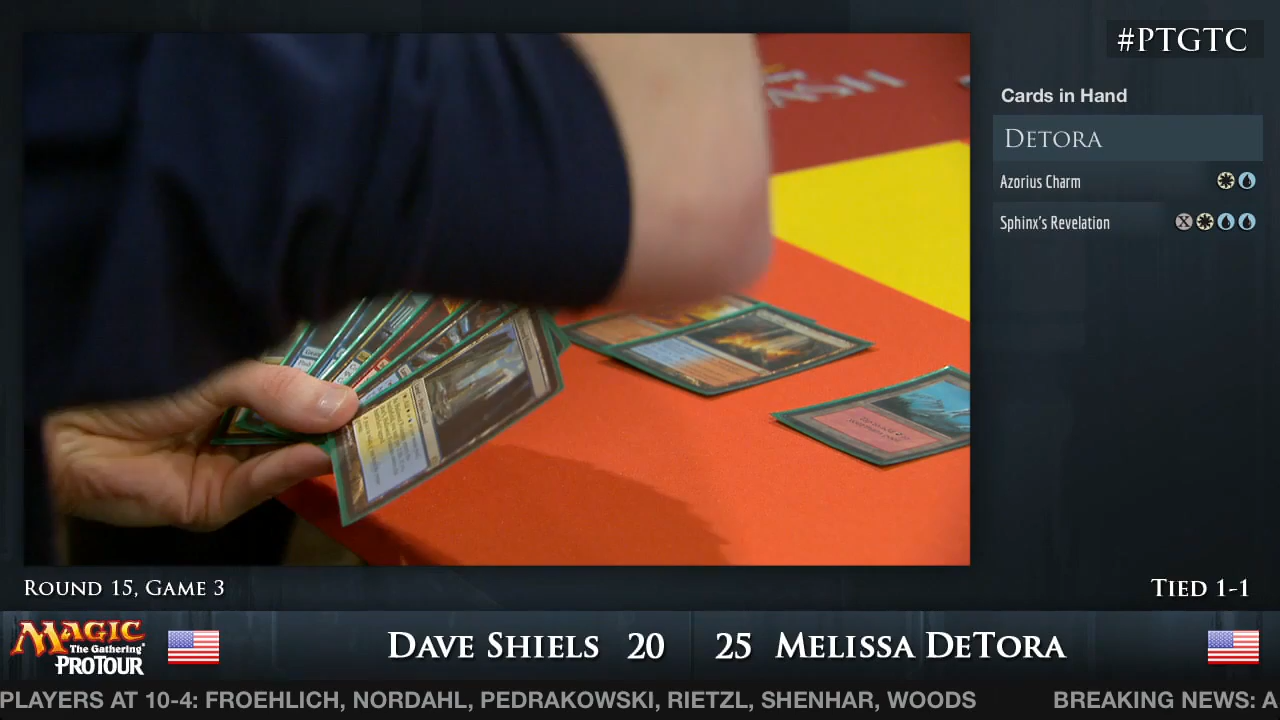 #PTGTC
Cards in Hand
DETORA
Azorius Charm
Sphinx's Revelation X
ROUND 15, GAME 3
TIED 1-1
MAGIC
The Gathering®
PROTOUR
DAVE SHIELS 20
25 MELISSA DETORA
PLAYERS AT 10-4: FROEHLICH, NORDAHL, PEDRAKOWSKI, RIETZL, SHENHAR, WOODS BREAKING NEWS: A